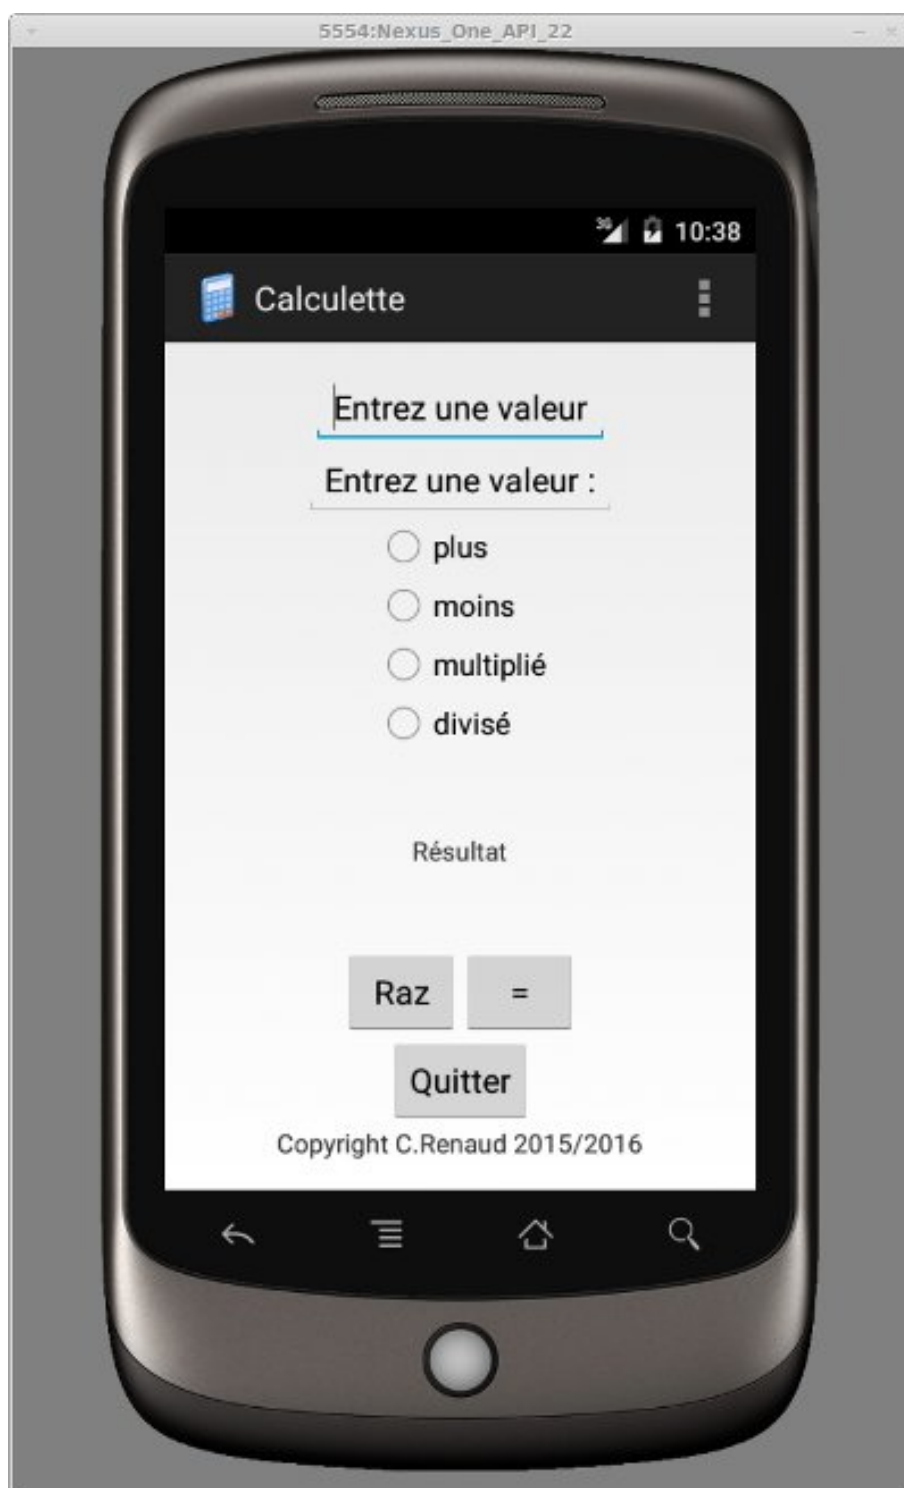 5554:Nexus_One_API_22
3G 10:38
Calculette
Entrez une valeur
Entrez une valeur :
plus
moins
multiplié
divisé
Résultat
Raz =
Quitter
Copyright C.Renaud 2015/2016